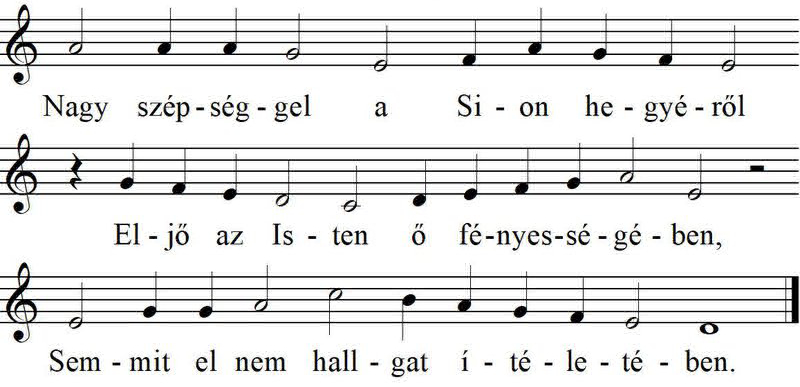 Nagy szép-ség-gel a Si-on he-gyé-ről
El-jő az Is-ten ő fé-nyes-sé-gé-ben,
Sem-mit el nem hall-gat í-té-le-té-ben.